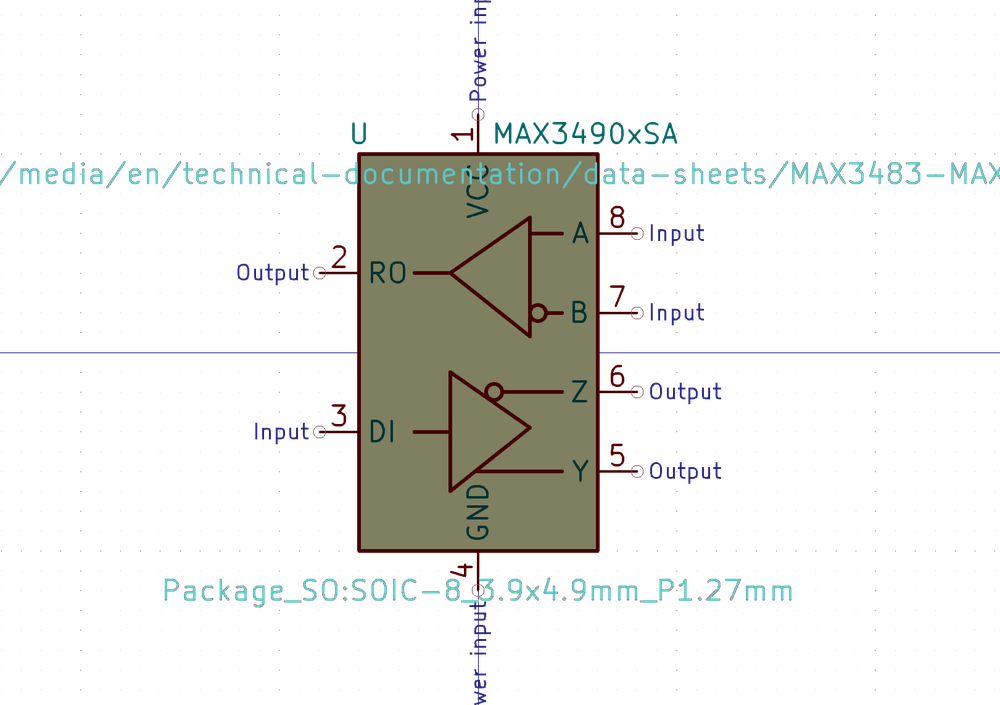 Power inp
1
U
MAX3490xSA
/media/en/technical-documentation/data-sheets/MAX3483-MAX
VCC
8
A
Input
2
RO
Output
7
B
Input
6
Z
Output
3
DI
Input
5
Y
Output
GND
4
Package_SO:SOIC-8_3.9x4.9mm_P1.27mm
wer input